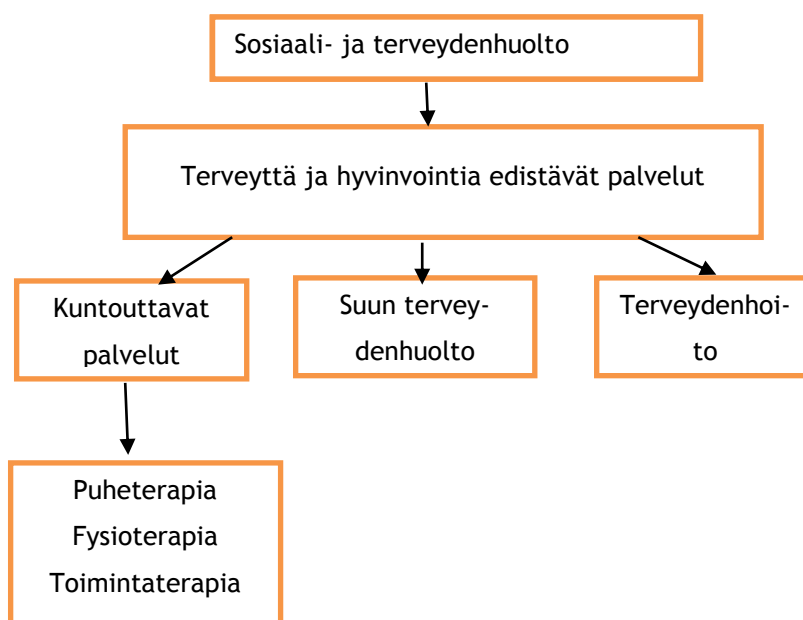 Sosiaali- ja terveydenhuolto
Terveyttä ja hyvinvointia edistävät palvelut
Kuntouttavat
palvelut
Suun tervey-
denhuolto
Terveydenhoi-
to
Puheterapia
Fysioterapia
Toimintaterapia